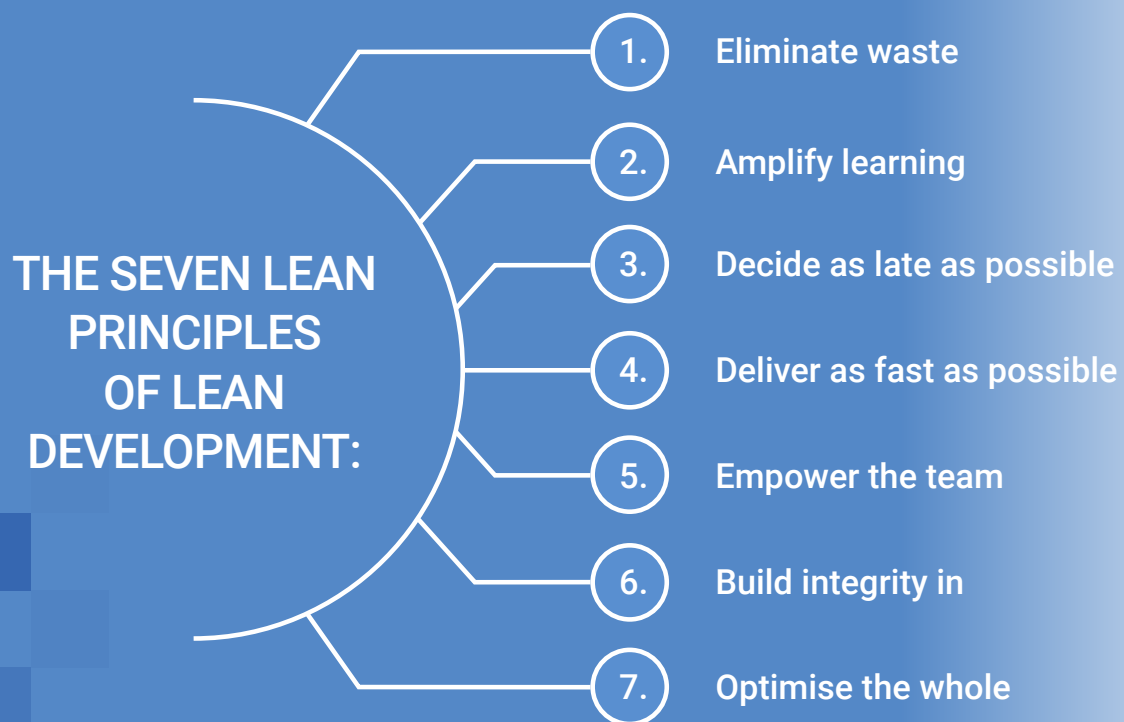 THE SEVEN LEAN
PRINCIPLES
OF LEAN
DEVELOPMENT:
1. Eliminate waste
2. Amplify learning
3. Decide as late as possible
4. Deliver as fast as possible
5. Empower the team
6. Build integrity in
7. Optimise the whole